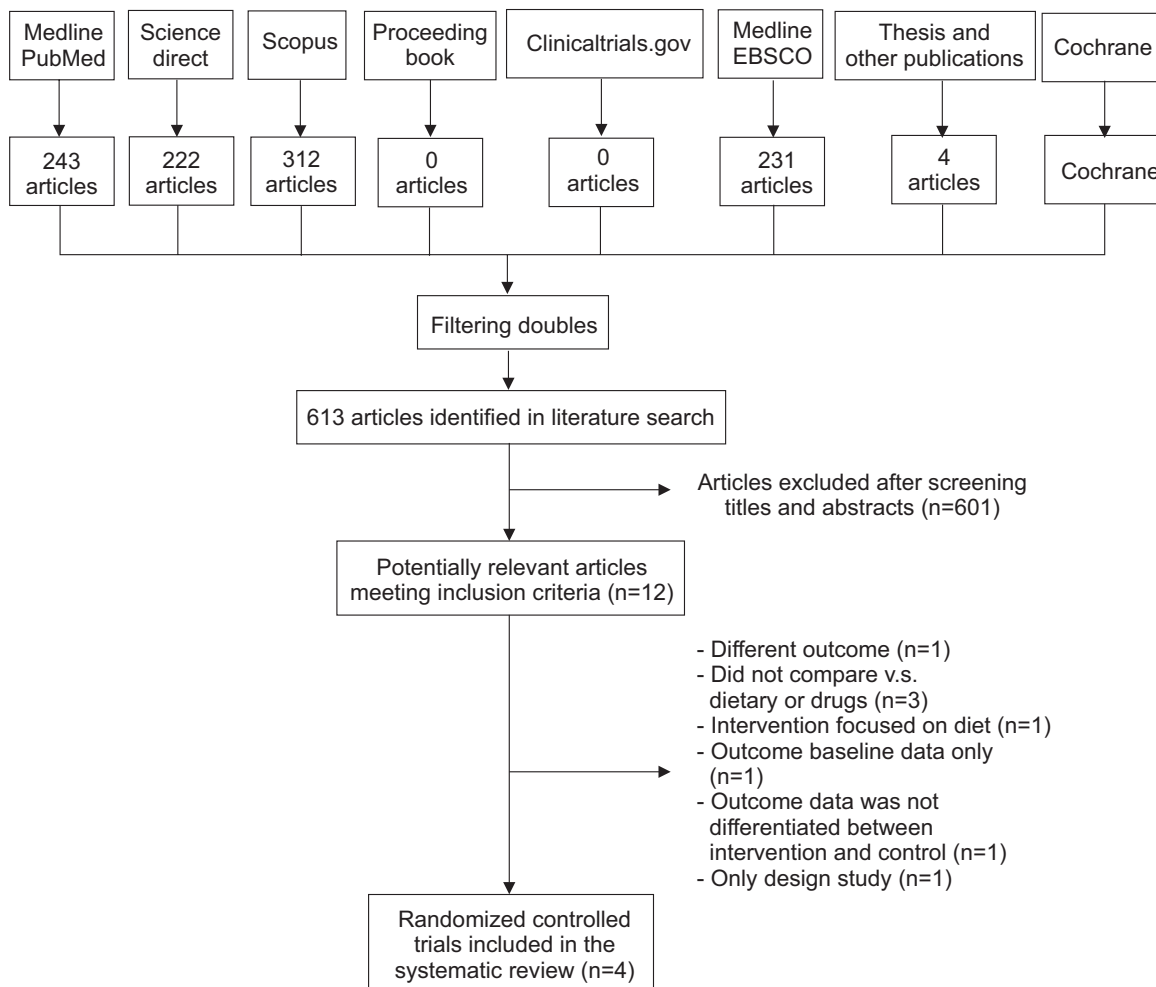 Medline
PubMed
Science
direct
Scopus
Proceeding
book
Clinicaltrials.gov
Medline
EBSCO
Thesis and
other publications
Cochrane
243
articles
222
articles
312
articles
0
articles
0
articles
231
articles
4
articles
Cochrane
Filtering doubles
613 articles identified in literature search
Articles excluded after screening
titles and abstracts (n=601)
Potentially relevant articles
meeting inclusion criteria (n=12)
- Different outcome (n=1)
- Did not compare v.s.
dietary or drugs (n=3)
- Intervention focused on diet (n=1)
- Outcome baseline data only
(n=1)
- Outcome data was not
differentiated between
intervention and control (n=1)
- Only design study (n=1)
Randomized controlled
trials included in the
systematic review (n=4)